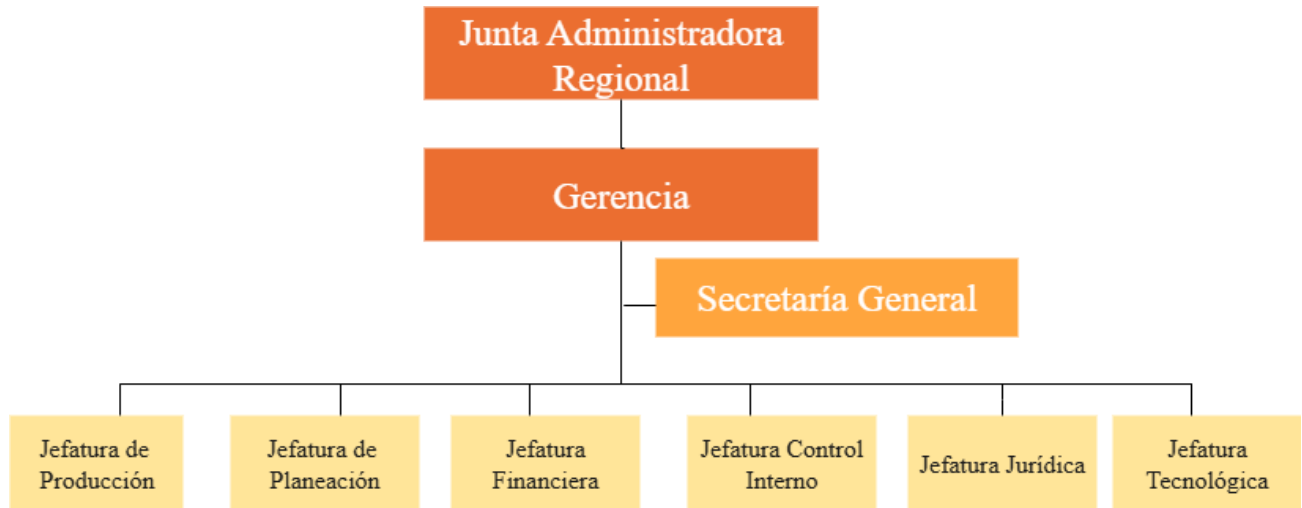 Junta Administradora
Regional
Gerencia
Secretaría General
Jefatura de
Producción
Jefatura de
Planeación
Jefatura
Financiera
Jefatura Control
Interno
Jefatura Jurídica
Jefatura
Tecnológica